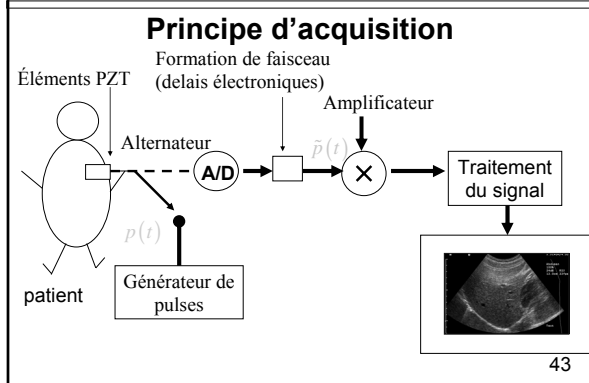 Principe d'acquisition
Formation de faisceau
(delais électroniques)
Éléments PZT
Amplificateur
Alternateur
A/D
p̃(t)
×
Traitement
du signal
p(t)
Générateur de
pulses
patient
43